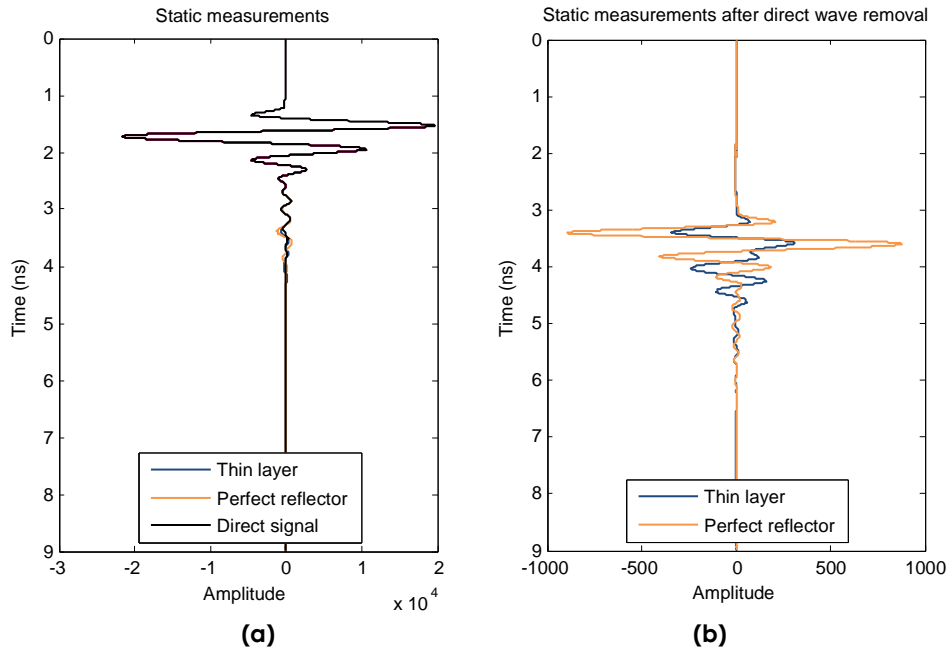 Static measurements
0
1
2
3
4
5
6
7
8
9
Time (ns)
-3 -2 -1 0 1 2
x 10⁴
Amplitude
Thin layer
Perfect reflector
Direct signal
(a)
Static measurements after direct wave removal
0
1
2
3
4
5
6
7
8
9
Time (ns)
-1000 -500 0 500 1000
Amplitude
Thin layer
Perfect reflector
(b)